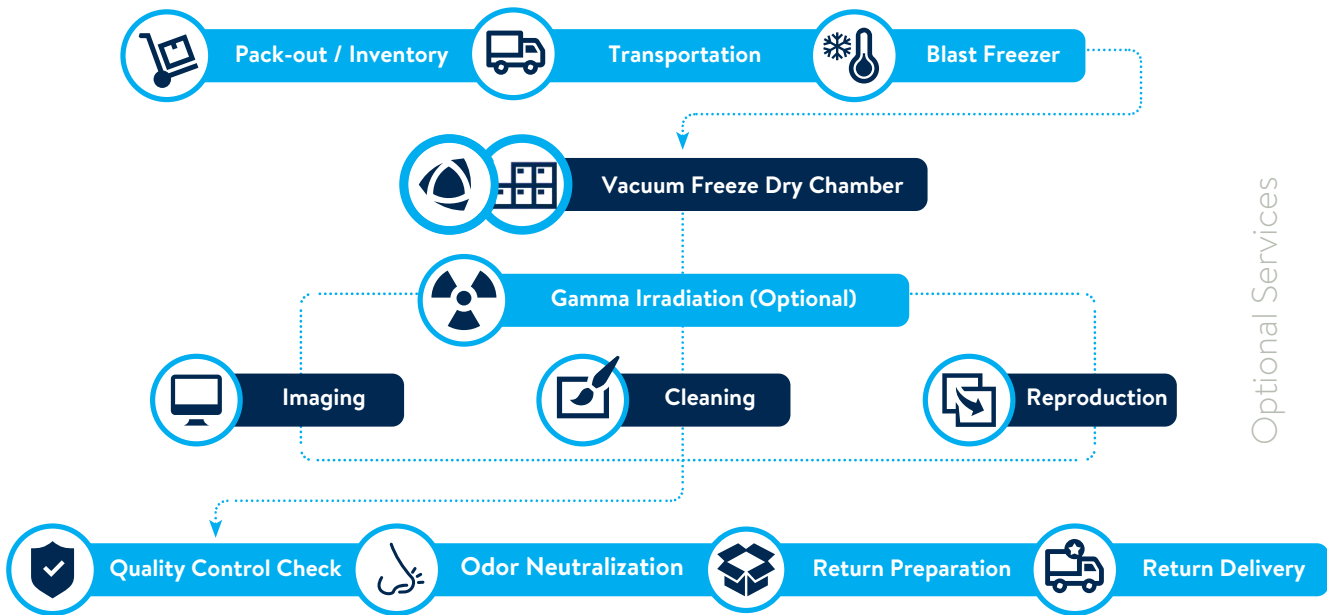 Pack-out / Inventory
Transportation
Blast Freezer
Vacuum Freeze Dry Chamber
Gamma Irradiation (Optional)
Imaging
Cleaning
Reproduction
Optional Services
Quality Control Check
Odor Neutralization
Return Preparation
Return Delivery